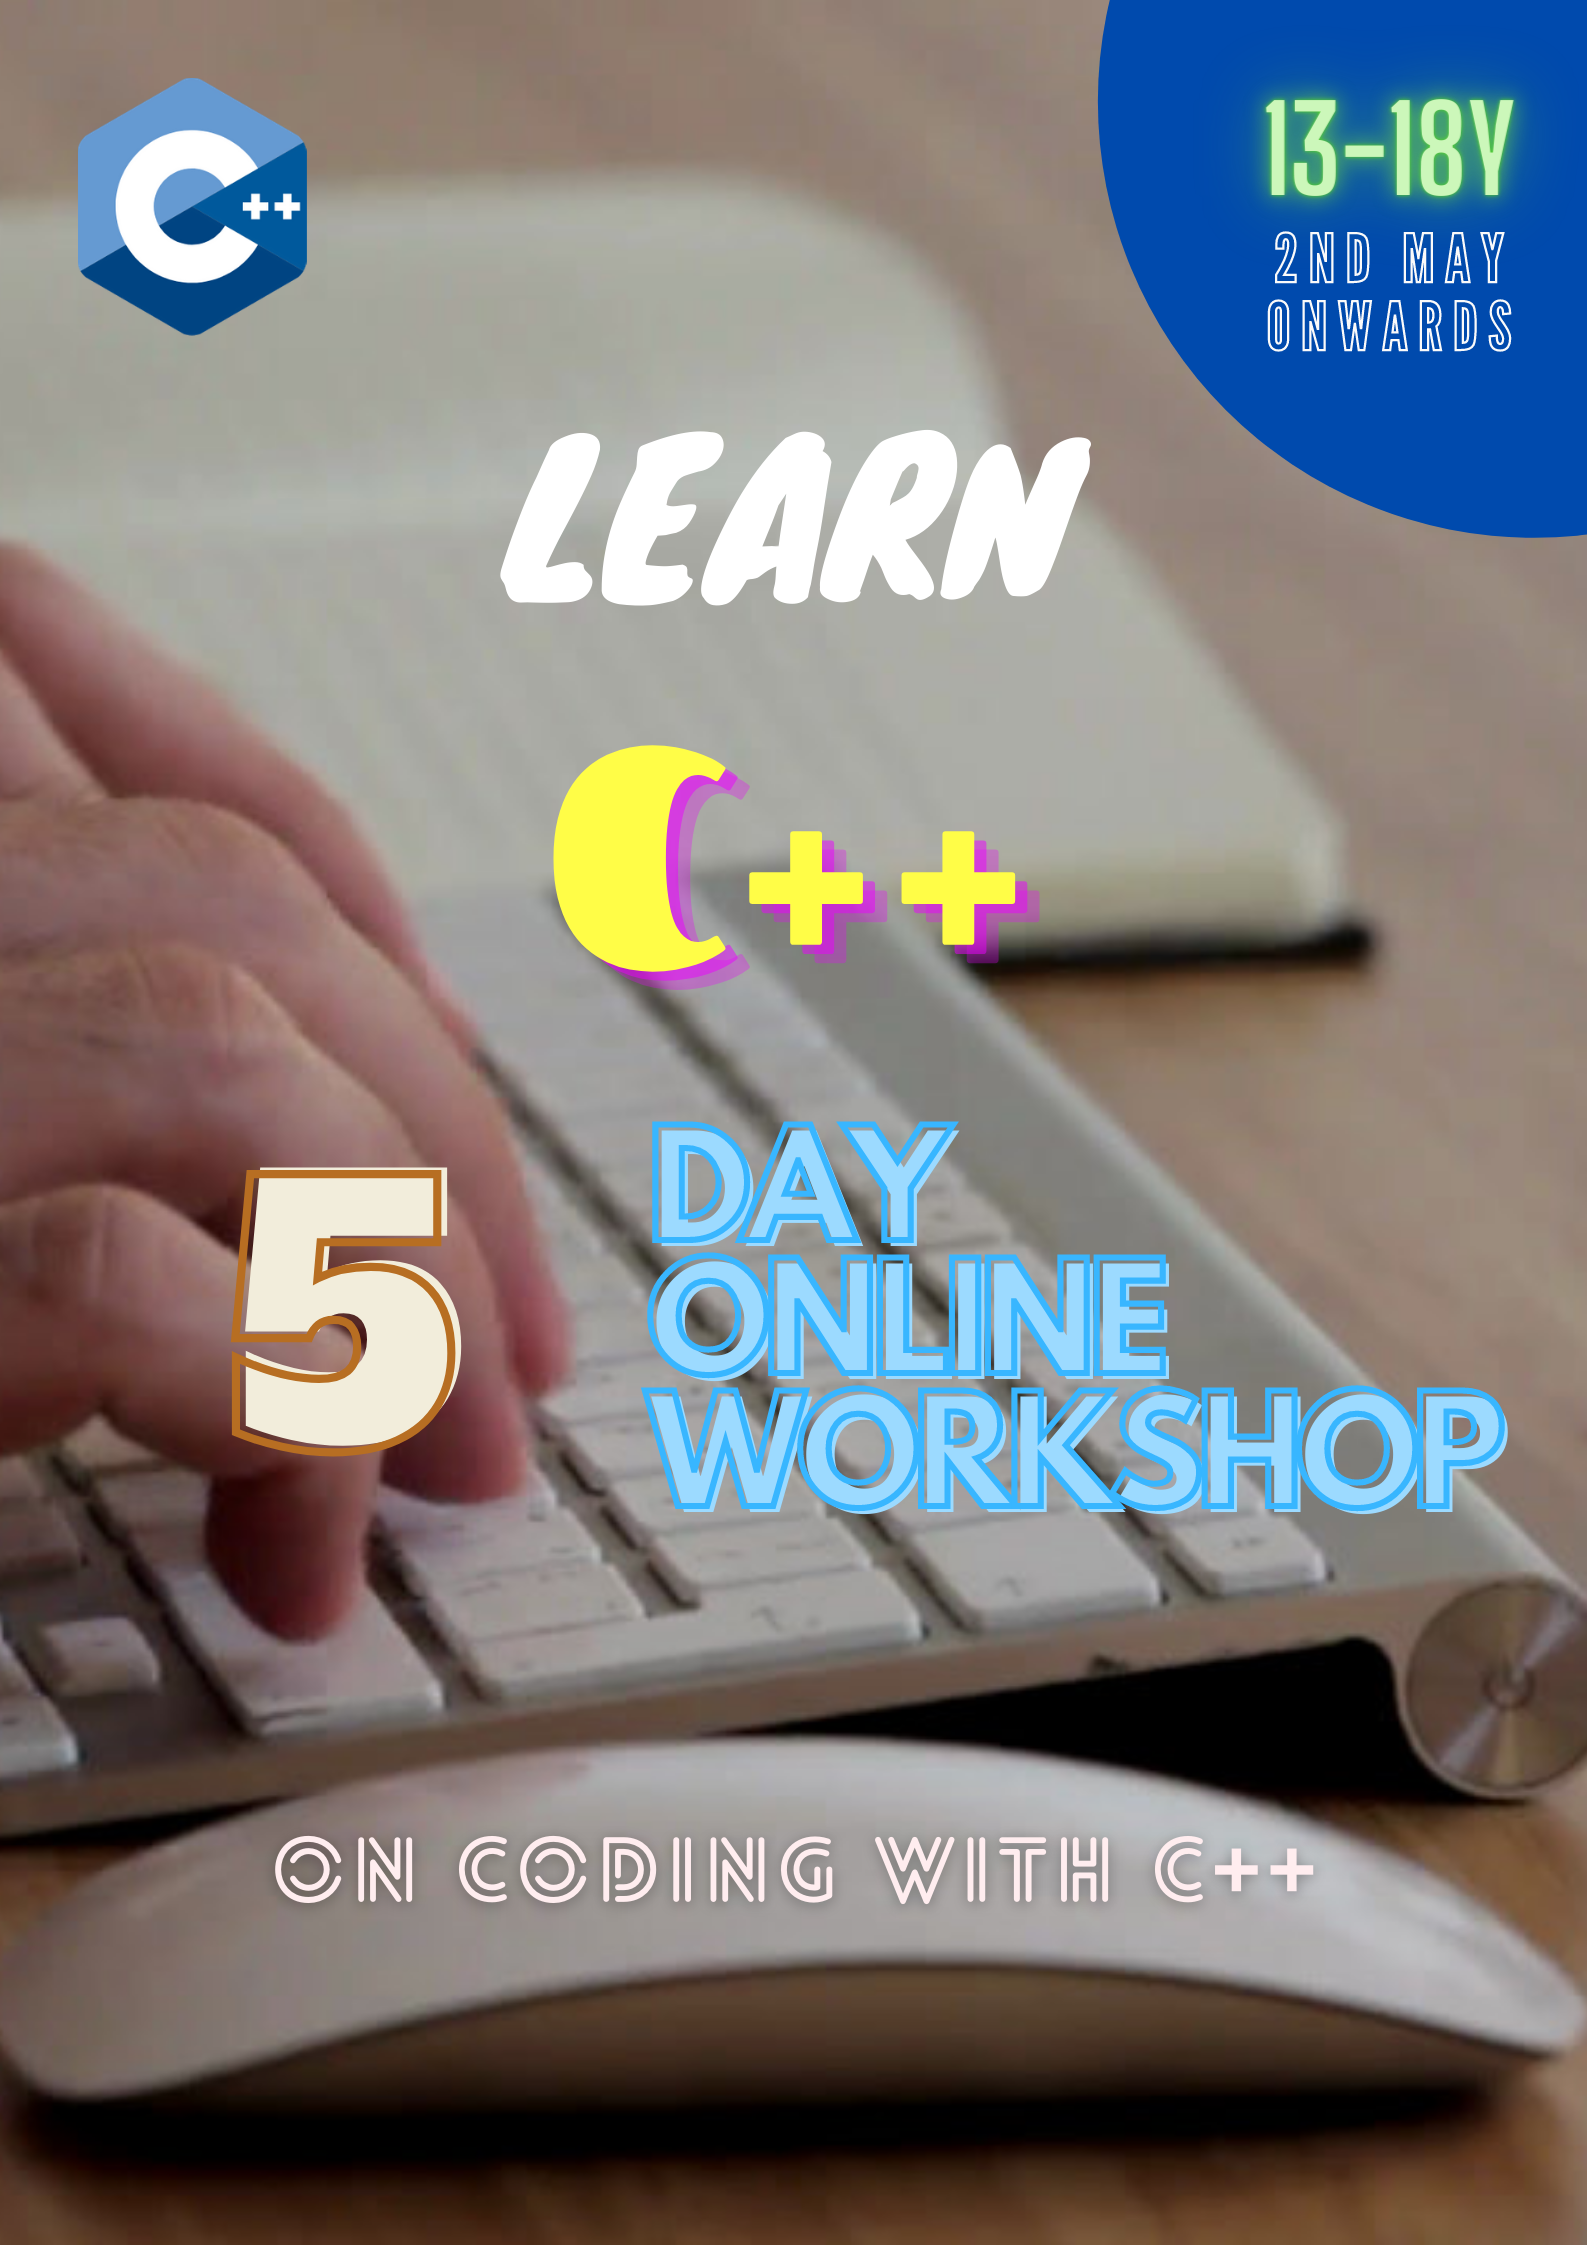 C++
13-18Y
2ND MAY
ONWARDS
LEARN
C++
5
DAY
ONLINE
WORKSHOP
ON CODING WITH C++